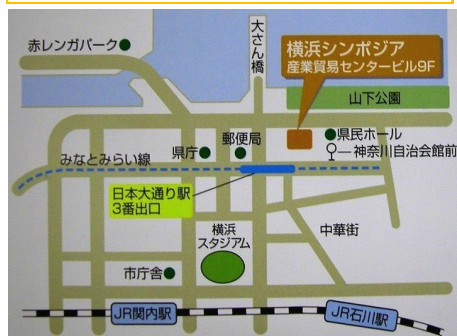 赤レンガパーク
大さん橋
横浜シンポジア
産業貿易センタービル9F
山下公園
県庁
郵便局
県民ホール
神奈川自治会館前
みなとみらい線
日本大通り駅
3番出口
横浜
スタジアム
中華街
市庁舎
JR関内駅
JR石川駅